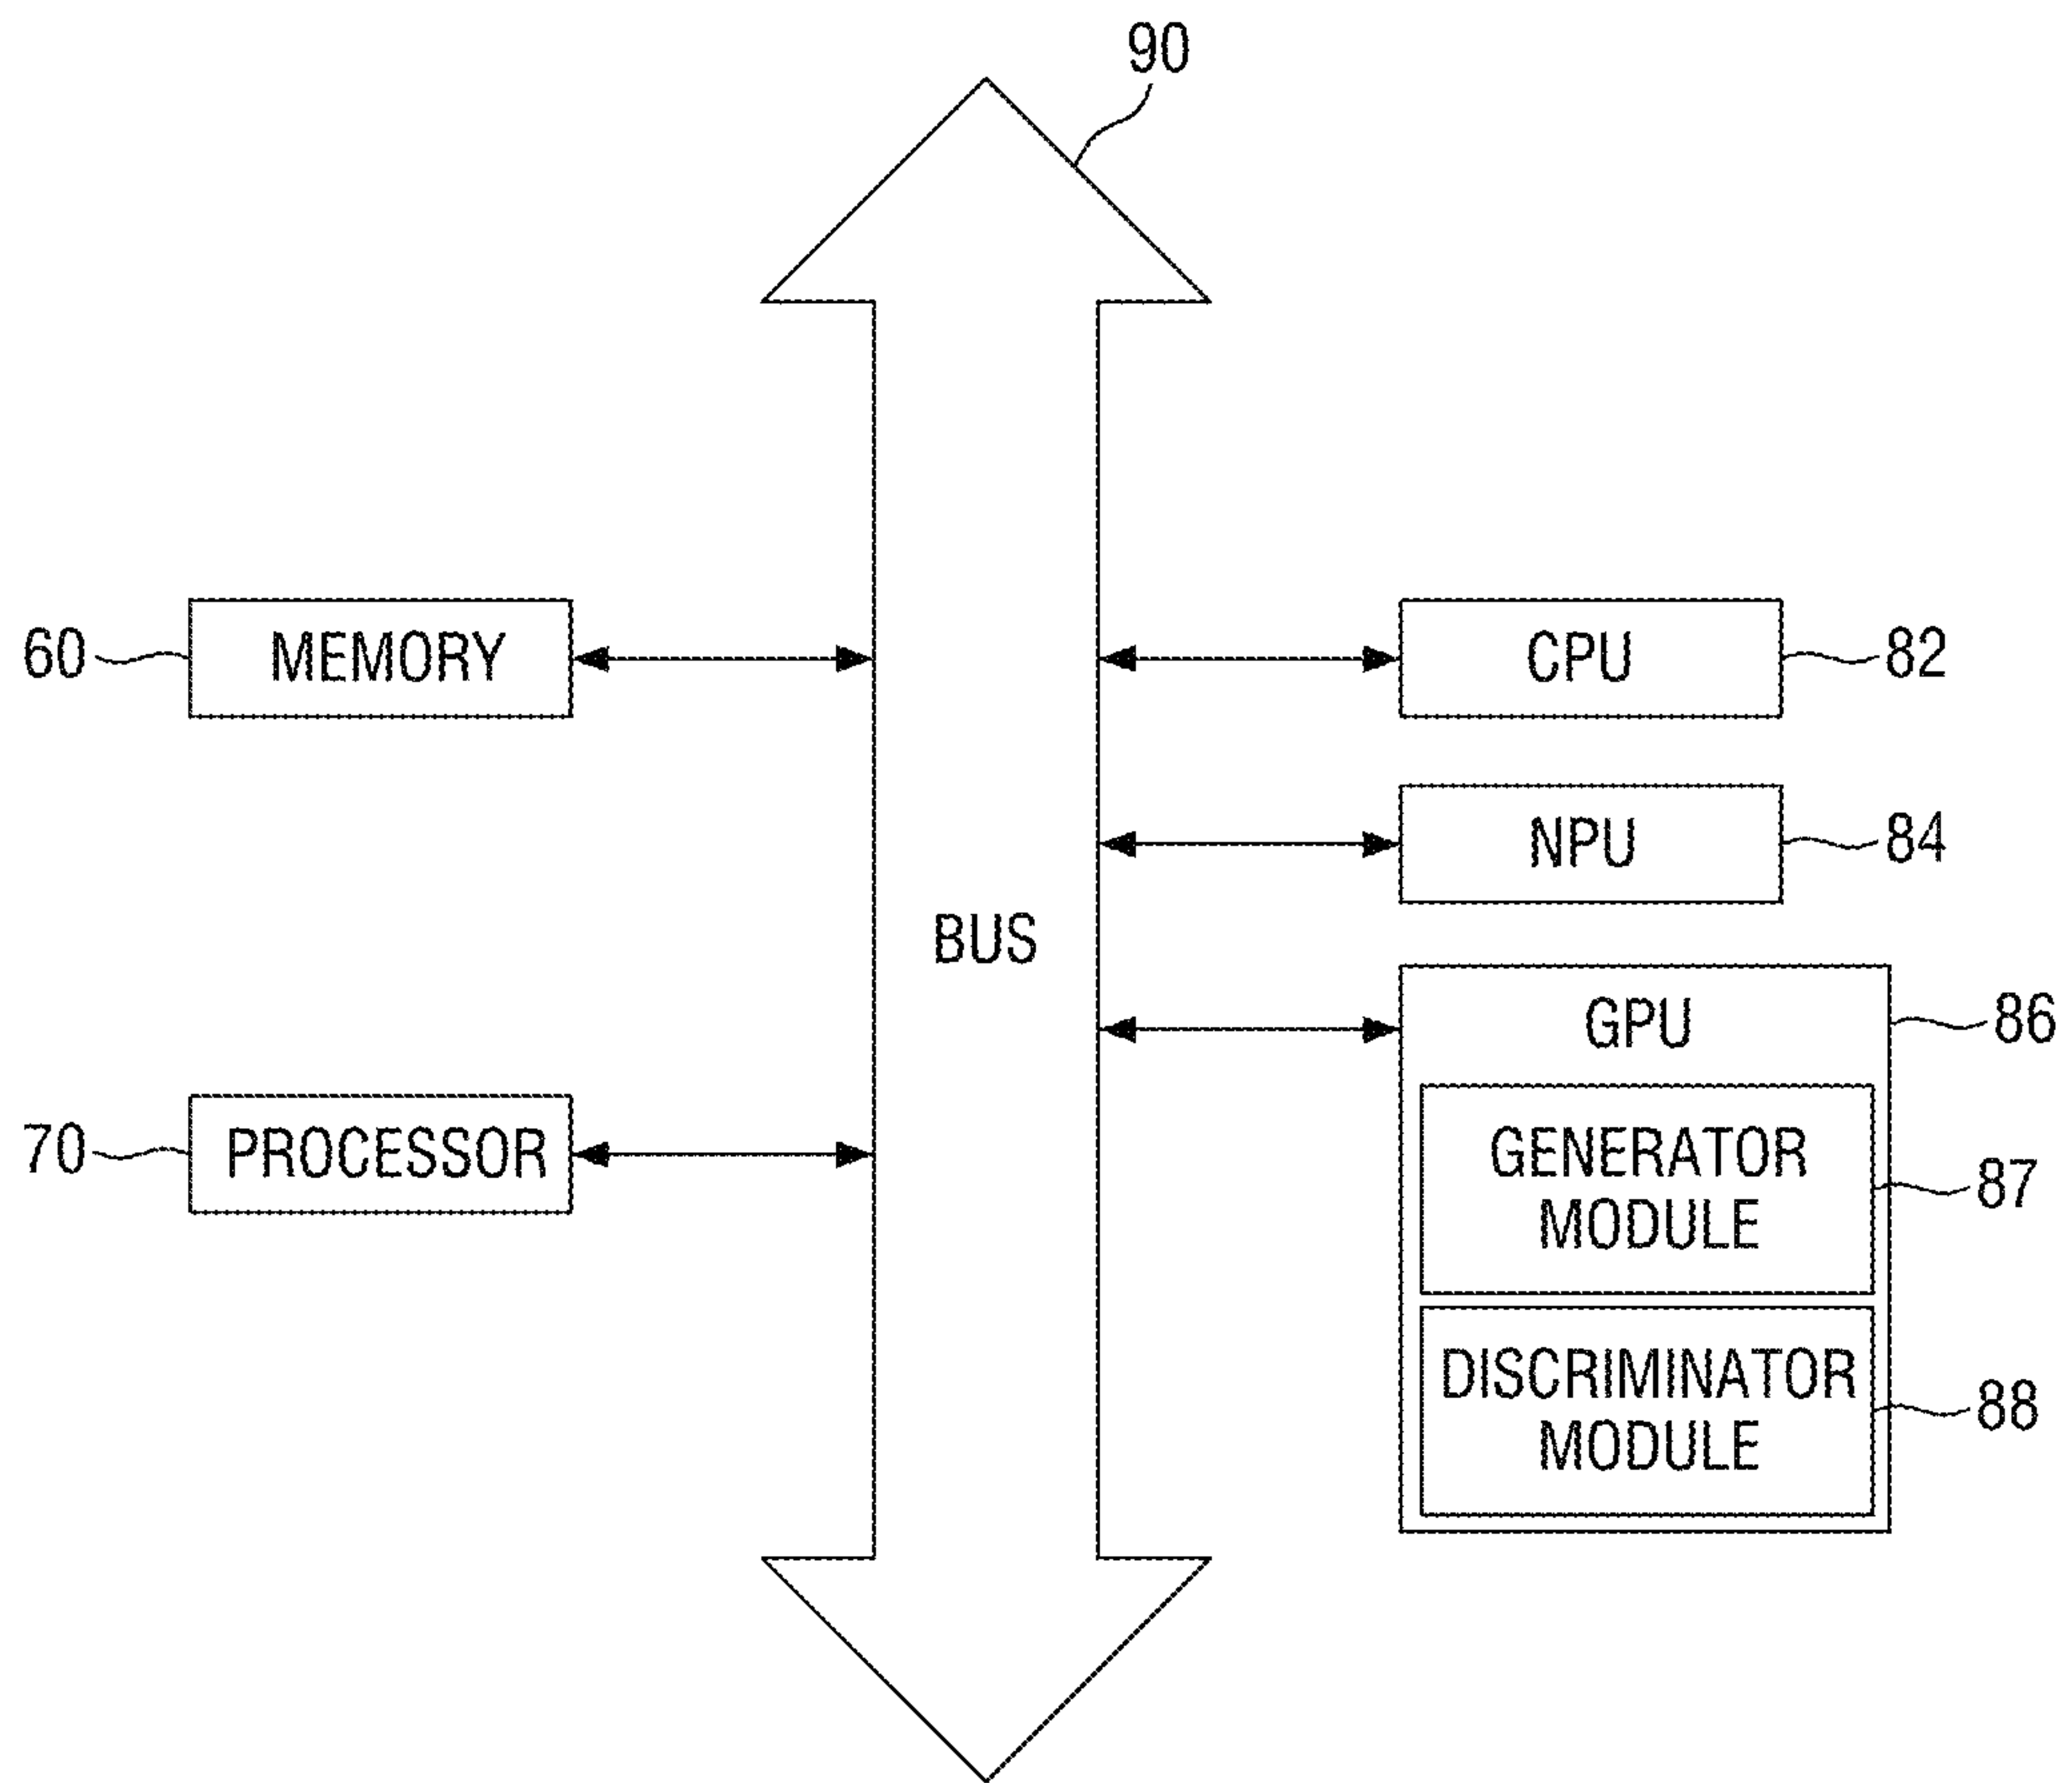 90
60
MEMORY
CPU
82
NPU
84
BUS
GPU
86
70
PROCESSOR
GENERATOR
MODULE
87
DISCRIMINATOR
MODULE
88